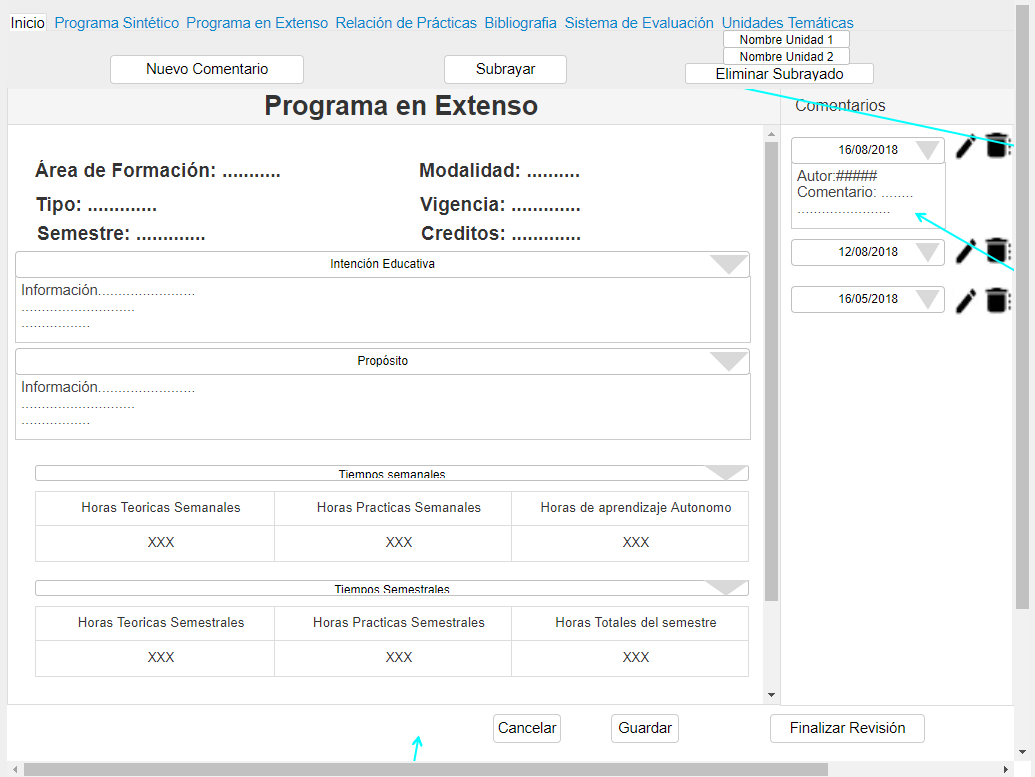 Inicio Programa Sintético Programa en Extenso Relación de Prácticas Bibliografia Sistema de Evaluación Unidades Temáticas
Nombre Unidad 1
Nombre Unidad 2
Nuevo Comentario Subrayar Eliminar Subrayado
Programa en Extenso
Comentarios
Área de Formación: ...........
Modalidad: ..........
Tipo: .............
Vigencia: .............
Semestre: .............
Creditos: .............
Intención Educativa
Información........................
............................
.................
Propósito
Información........................
............................
.................
Tiempos semanales
Horas Teoricas Semanales Horas Practicas Semanales Horas de aprendizaje Autonomo
XXX XXX XXX
Tiempos Semestrales
Horas Teoricas Semestrales Horas Practicas Semestrales Horas Totales del semestre
XXX XXX XXX
16/08/2018
Autor:#####
Comentario: ........
.......................
12/08/2018
16/05/2018
Cancelar Guardar Finalizar Revisión